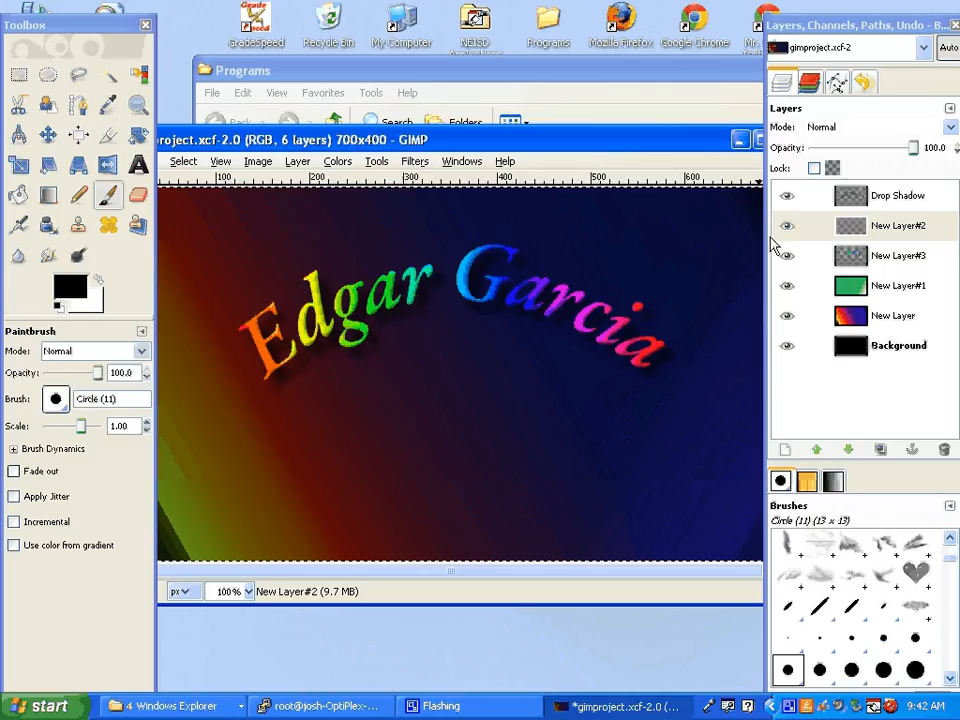 Toolbox
GradeSpeed
Recycle Bin
My Computer
NEISD
Programs
Mozilla Firefox
Google Chrome
Mr.
Programs
File Edit View Favorites Tools Help
Back
Search Folders
project.xcf-2.0 (RGB, 6 layers) 700x400 – GIMP
Select View Image Layer Colors Tools Filters Windows Help
100 200 300 400 500 600
Edgar Garcia
px 100% New Layer#2 (9.7 MB)
Paintbrush
Mode: Normal
Opacity: 100.0
Brush: Circle (11)
Scale: 1.00
Brush Dynamics
Fade out
Apply Jitter
Incremental
Use color from gradient
Layers, Channels, Paths, Undo - B...
gimproject.xcf-2 Auto
Layers
Mode: Normal
Opacity: 100.0
Lock:
Drop Shadow
New Layer#2
New Layer#3
New Layer#1
New Layer
Background
Brushes
Circle (11) (13 × 13)
start 4 Windows Explorer root@josh-OptiPlex-... Flashing *gimproject.xcf-2.0 (... 9:42 AM